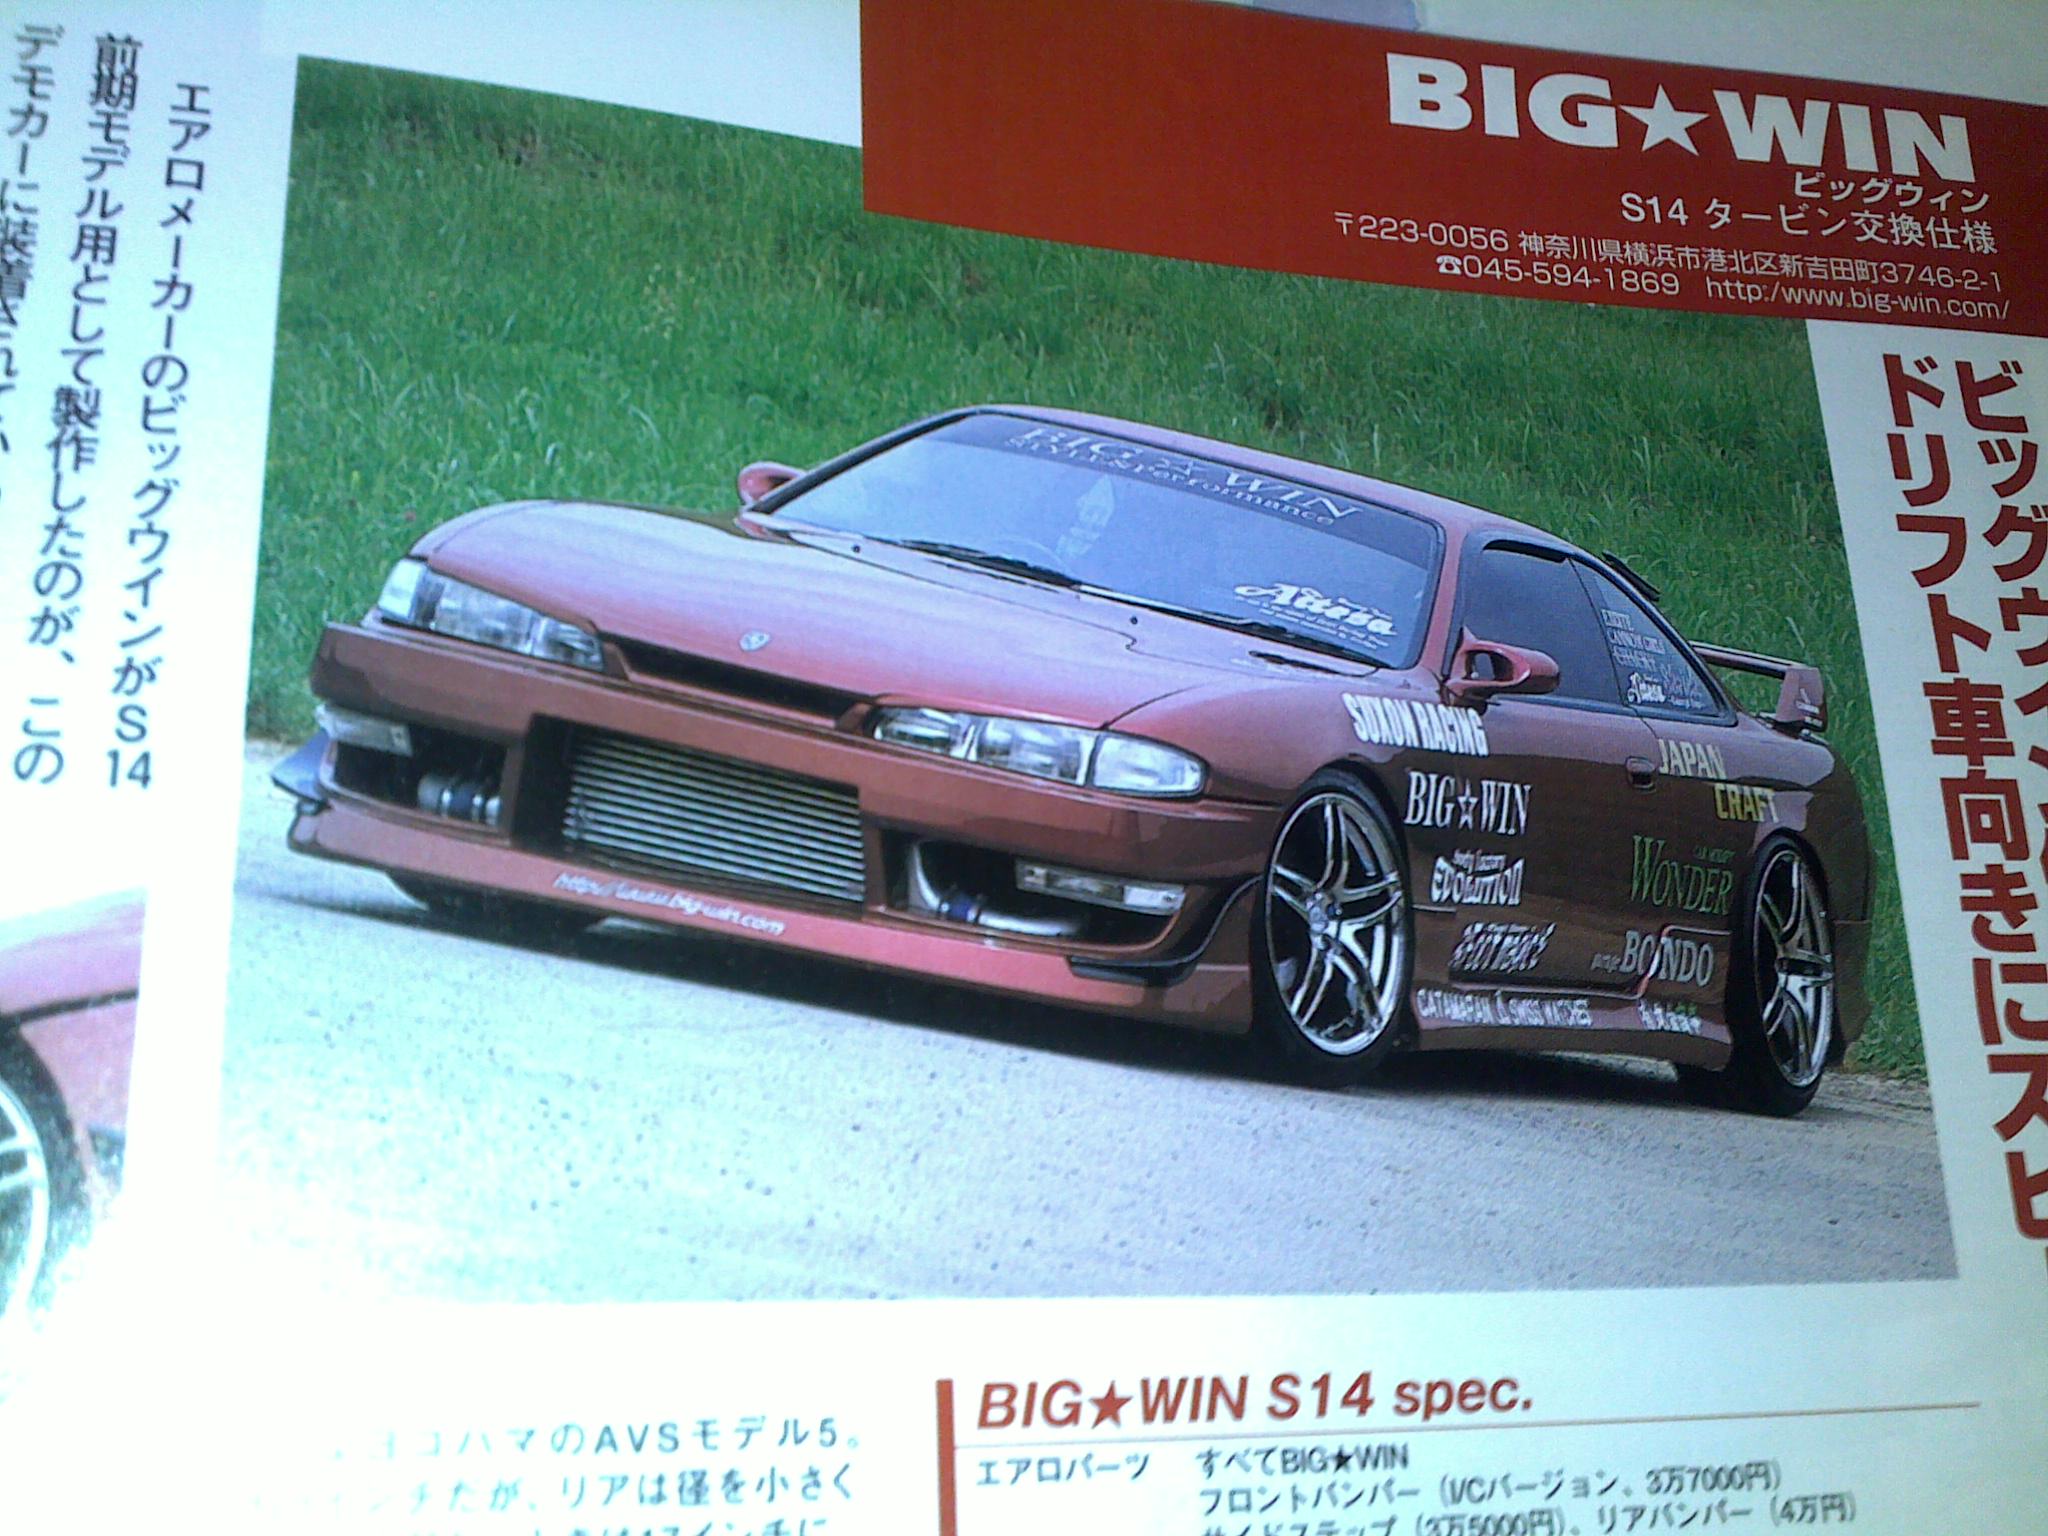 BIG★WIN
ビッグウィン
S14 タービン交換仕様
〒223-0056 神奈川県横浜市港北区新吉田町3746-2-1
☎045-594-1869 http:/www.big-win.com/
ビッグウィン
ドリフト車向きにスピ
エアロメーカーのビッグウィンがS14
前期モデル用として製作したのが、この
デモカーに装着されてい
BIG★WIN
STYLE&Performance
Attesa
SUXON RACING
BIG☆WIN
body factory
EVOLUTION
JAPAN
CRAFT
WONDER
BONDO
CATAMARAN SWISS WATCHES
http://www.big-win.com
ヨコハマのAVSモデル5。
インチだが、リアは径を小さく
BIG★WIN S14 spec.
エアロパーツ すべてBIG★WIN
フロントバンパー(I/Cバージョン、3万7000円)
サイドステップ(3万5000円)、リアバンパー(4万円)